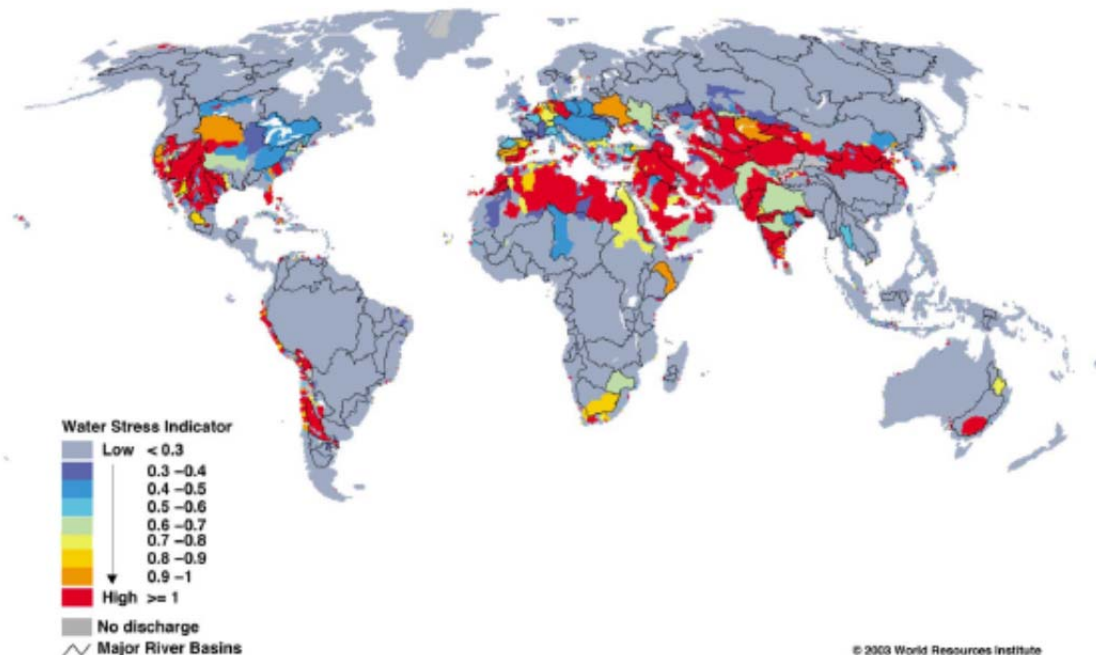 Water Stress Indicator
Low < 0.3
0.3 –0.4
0.4 –0.5
0.5 –0.6
0.6 –0.7
0.7 –0.8
0.8 –0.9
0.9 –1
High >= 1
No discharge
Major River Basins
© 2003 World Resources Institute